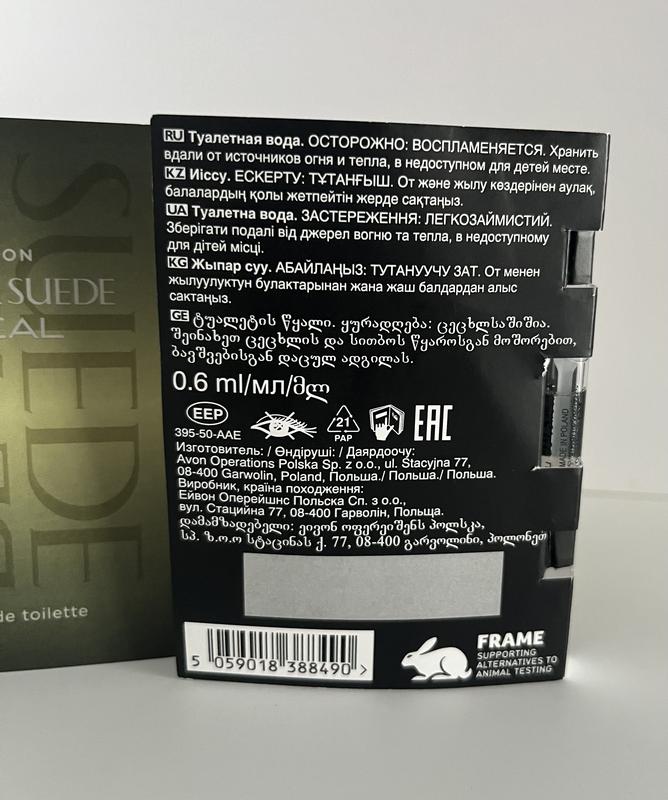 ON
SUEDE
EAL
SUEDE
de toilette
RU Туалетная вода. ОСТОРОЖНО: ВОСПЛАМЕНЯЕТСЯ. Хранить
вдали от источников огня и тепла, в недоступном для детей месте.
KZ Иіссу. ЕСКЕРТУ: ТҰТАНҒЫШ. От және жылу көздерінен аулақ,
балалардың қолы жетпейтін жерде сақтаңыз.
UA Туалетна вода. ЗАСТЕРЕЖЕННЯ: ЛЕГКОЗАЙМИСТИЙ.
Зберігати подалі від джерел вогню та тепла, в недоступному
для дітей місці.
KG Жыпар суу. АБАЙЛАҢЫЗ: ТУТАНУУЧУ ЗАТ. От менен
жылуулуктун булактарынан жана жаш балдардан алыс
сактаңыз.
GE ტუალეტის წყალი. ყურადღება: ცეცხლსაშიშია.
შეინახეთ ცეცხლის და სითბოს წყაროსგან მოშორებით,
ბავშვებისგან დაცულ ადგილას.
0.6 ml/мл/მლ
EEP
395-50-AAE
21
PAP
EAC
Изготовитель: / Өндіруші: / Даярдоочу:
Avon Operations Polska Sp. z o.o., ul. Stacyjna 77,
08-400 Garwolin, Poland, Польша./ Польша./ Польша.
Виробник, країна походження:
Ейвон Оперейшнс Польска Сп. з о.о.,
вул. Стаційна 77, 08-400 Гарволін, Польща.
დამამზადებელი: ეივონ ოფერეიშენს პოლსკა,
სპ. ზ.ო.ო სტაცინას ქ. 77, 08-400 გარვოლინი, პოლონეთ
MADE IN POLAND
5 059018 388490 >
FRAME
SUPPORTING
ALTERNATIVES TO
ANIMAL TESTING